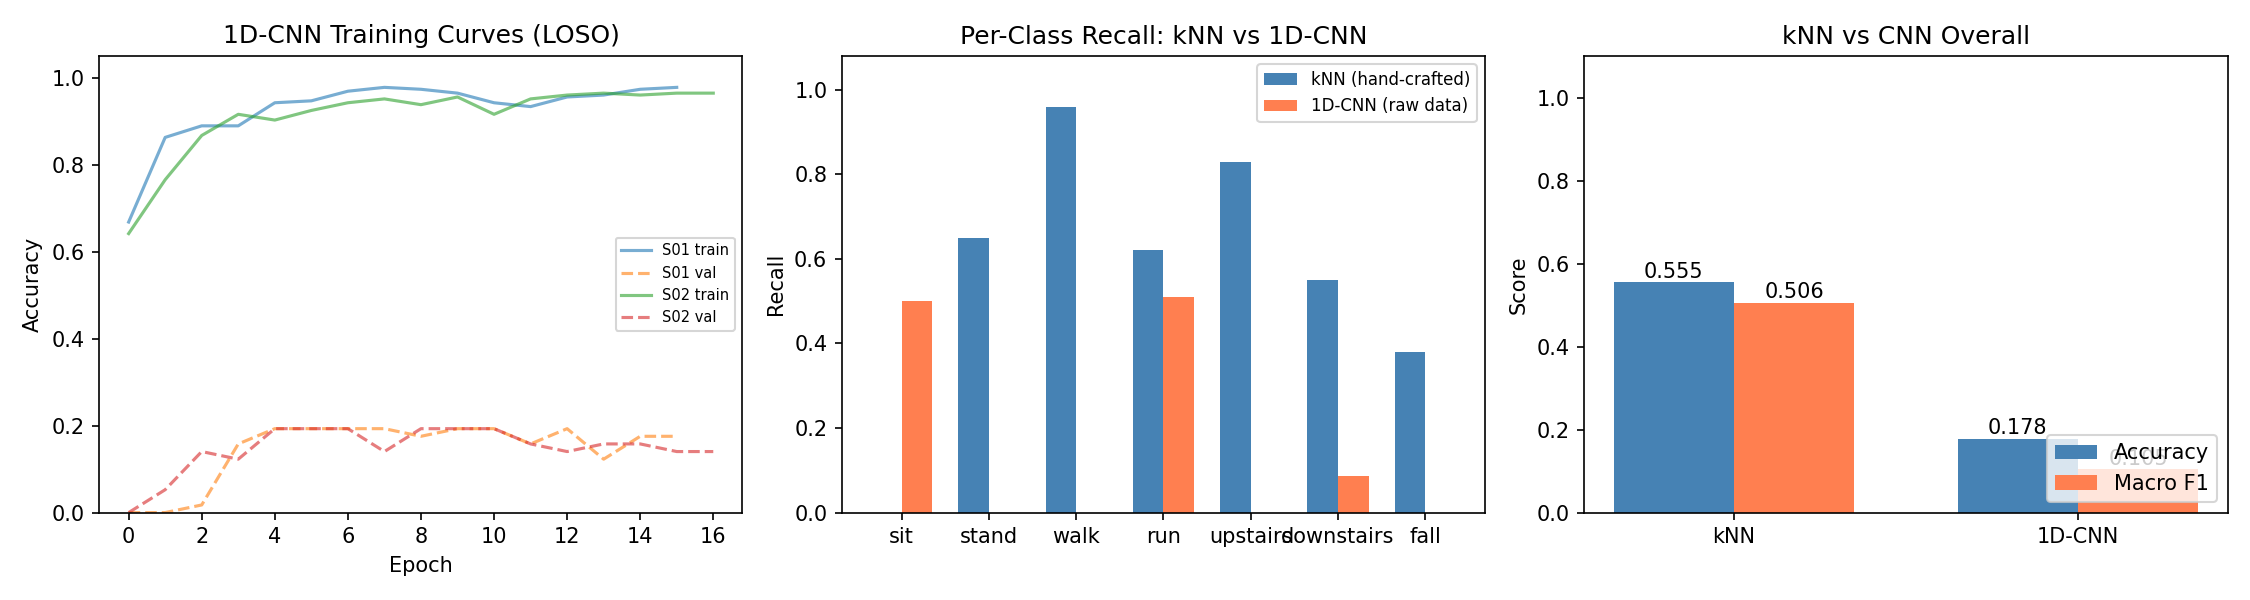 1D-CNN Training Curves (LOSO)
Accuracy
1.0
0.8
0.6
0.4
0.2
0.0
0 2 4 6 8 10 12 14 16
Epoch
S01 train
S01 val
S02 train
S02 val
Per-Class Recall: kNN vs 1D-CNN
Recall
1.0
0.8
0.6
0.4
0.2
0.0
sit stand walk run upstairs downstairs fall
kNN (hand-crafted)
1D-CNN (raw data)
kNN vs CNN Overall
Score
1.0
0.8
0.6
0.4
0.2
0.0
0.555
0.506
0.178
kNN 1D-CNN
Accuracy
Macro F1